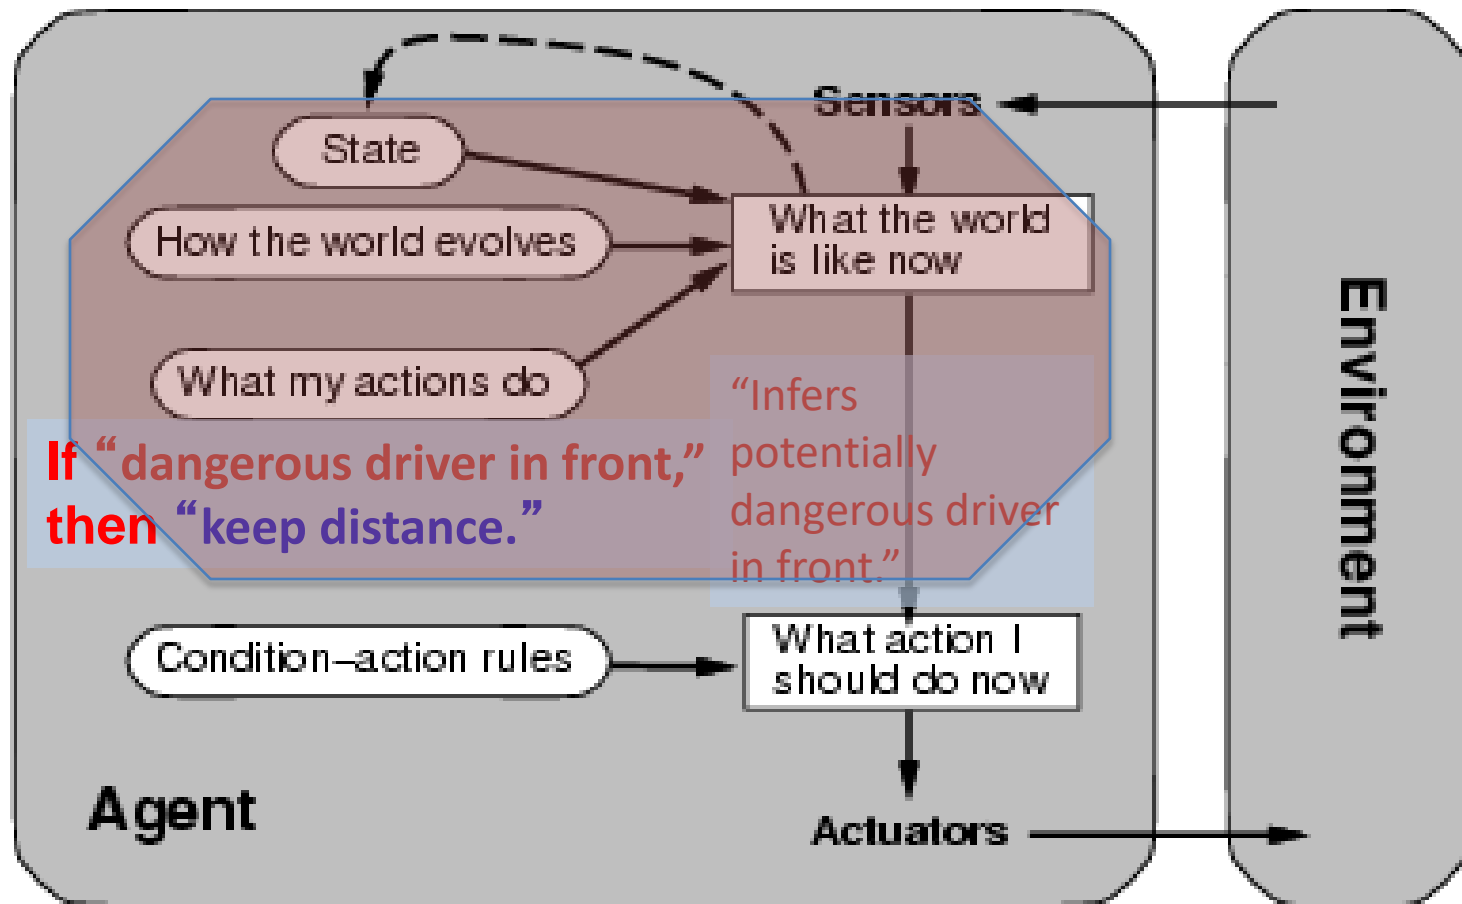 Sensors
State
What the world
is like now
How the world evolves
What my actions do
“Infers
potentially
dangerous driver
in front.”
If “dangerous driver in front,”
then “keep distance.”
Condition–action rules
What action I
should do now
Agent
Actuators
Environment